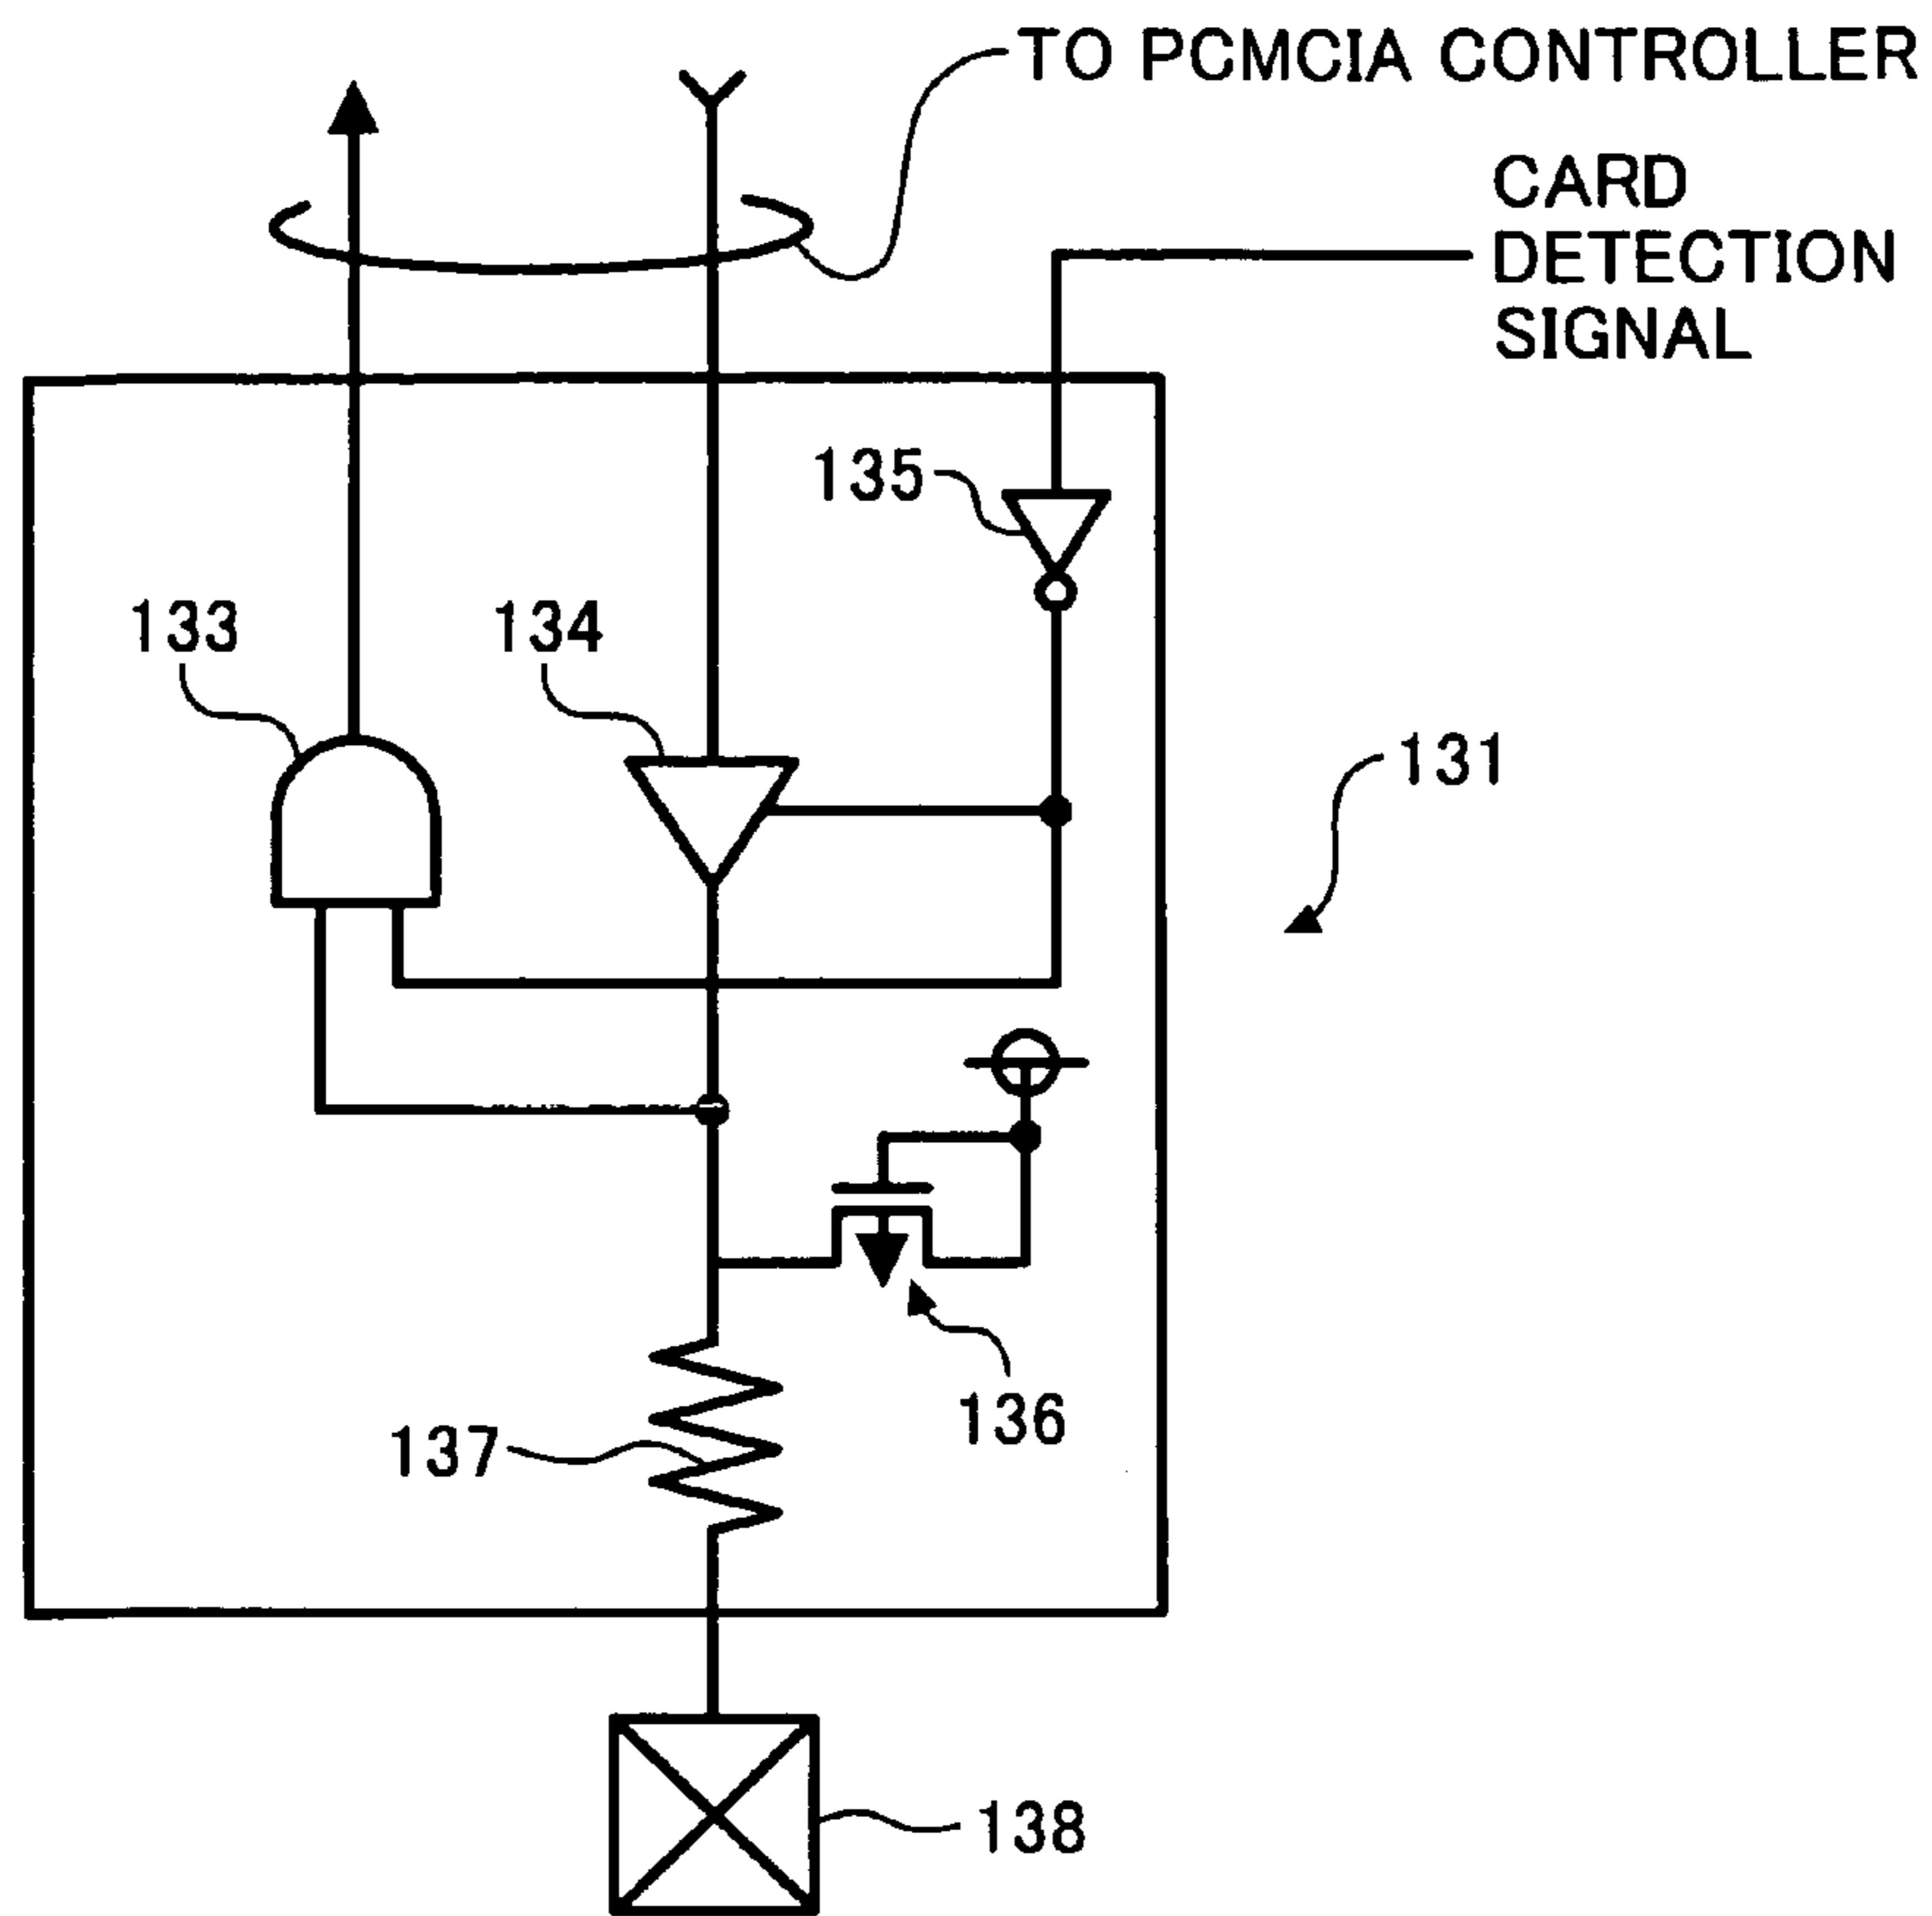 TO PCMCIA CONTROLLER
CARD
DETECTION
SIGNAL
135
133
134
131
136
137
138